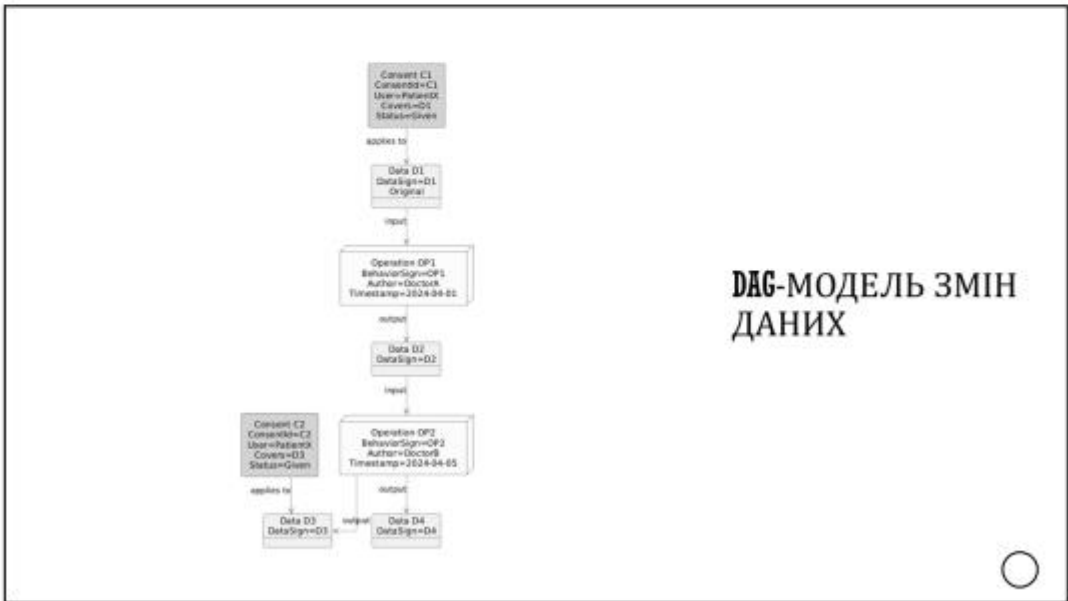 Consent C1
ConsentId=C1
User=PatientX
Covers=D1
Status=Given
applies to
Data D1
DataSign=D1
Original
input
Operation OP1
BehaviorSign=OP1
Author=DoctorA
Timestamp=2024-04-01
output
Data D2
DataSign=D2
input
Consent C2
ConsentId=C2
User=PatientX
Covers=D3
Status=Given
Operation OP2
BehaviorSign=OP2
Author=DoctorB
Timestamp=2024-04-05
applies to
output
output
Data D3
DataSign=D3
Data D4
DataSign=D4
DAG-МОДЕЛЬ ЗМІН
ДАНИХ